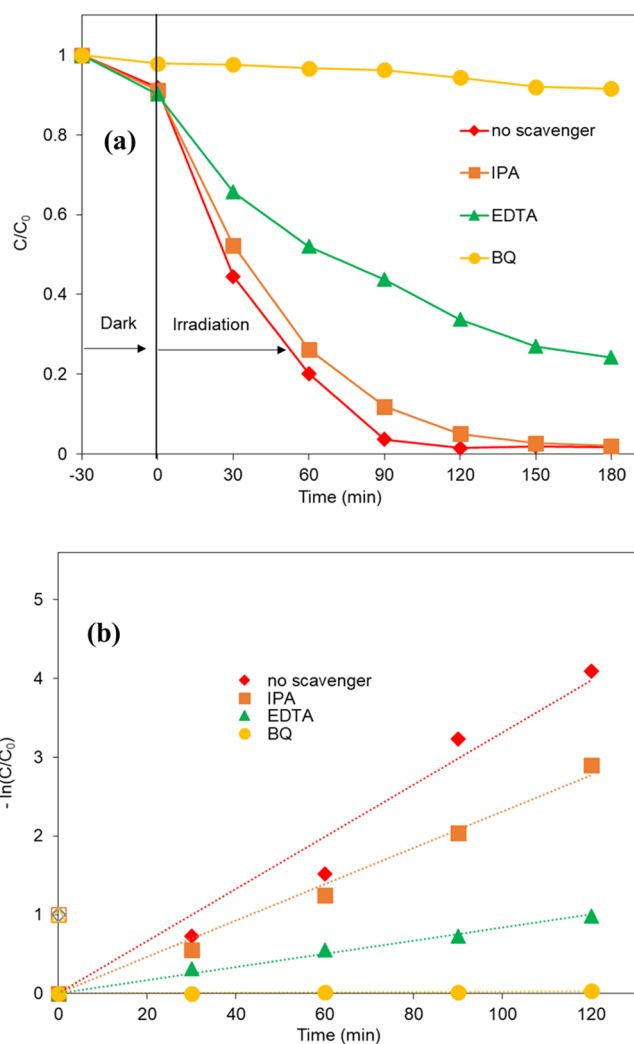 1
0.8
0.6
0.4
0.2
0
C/C0
(a)
no scavenger
IPA
EDTA
BQ
Dark
Irradiation
-30 0 30 60 90 120 150 180
Time (min)
5
4
3
2
1
0
- ln(C/C0)
(b)
no scavenger
IPA
EDTA
BQ
0 20 40 60 80 100 120
Time (min)